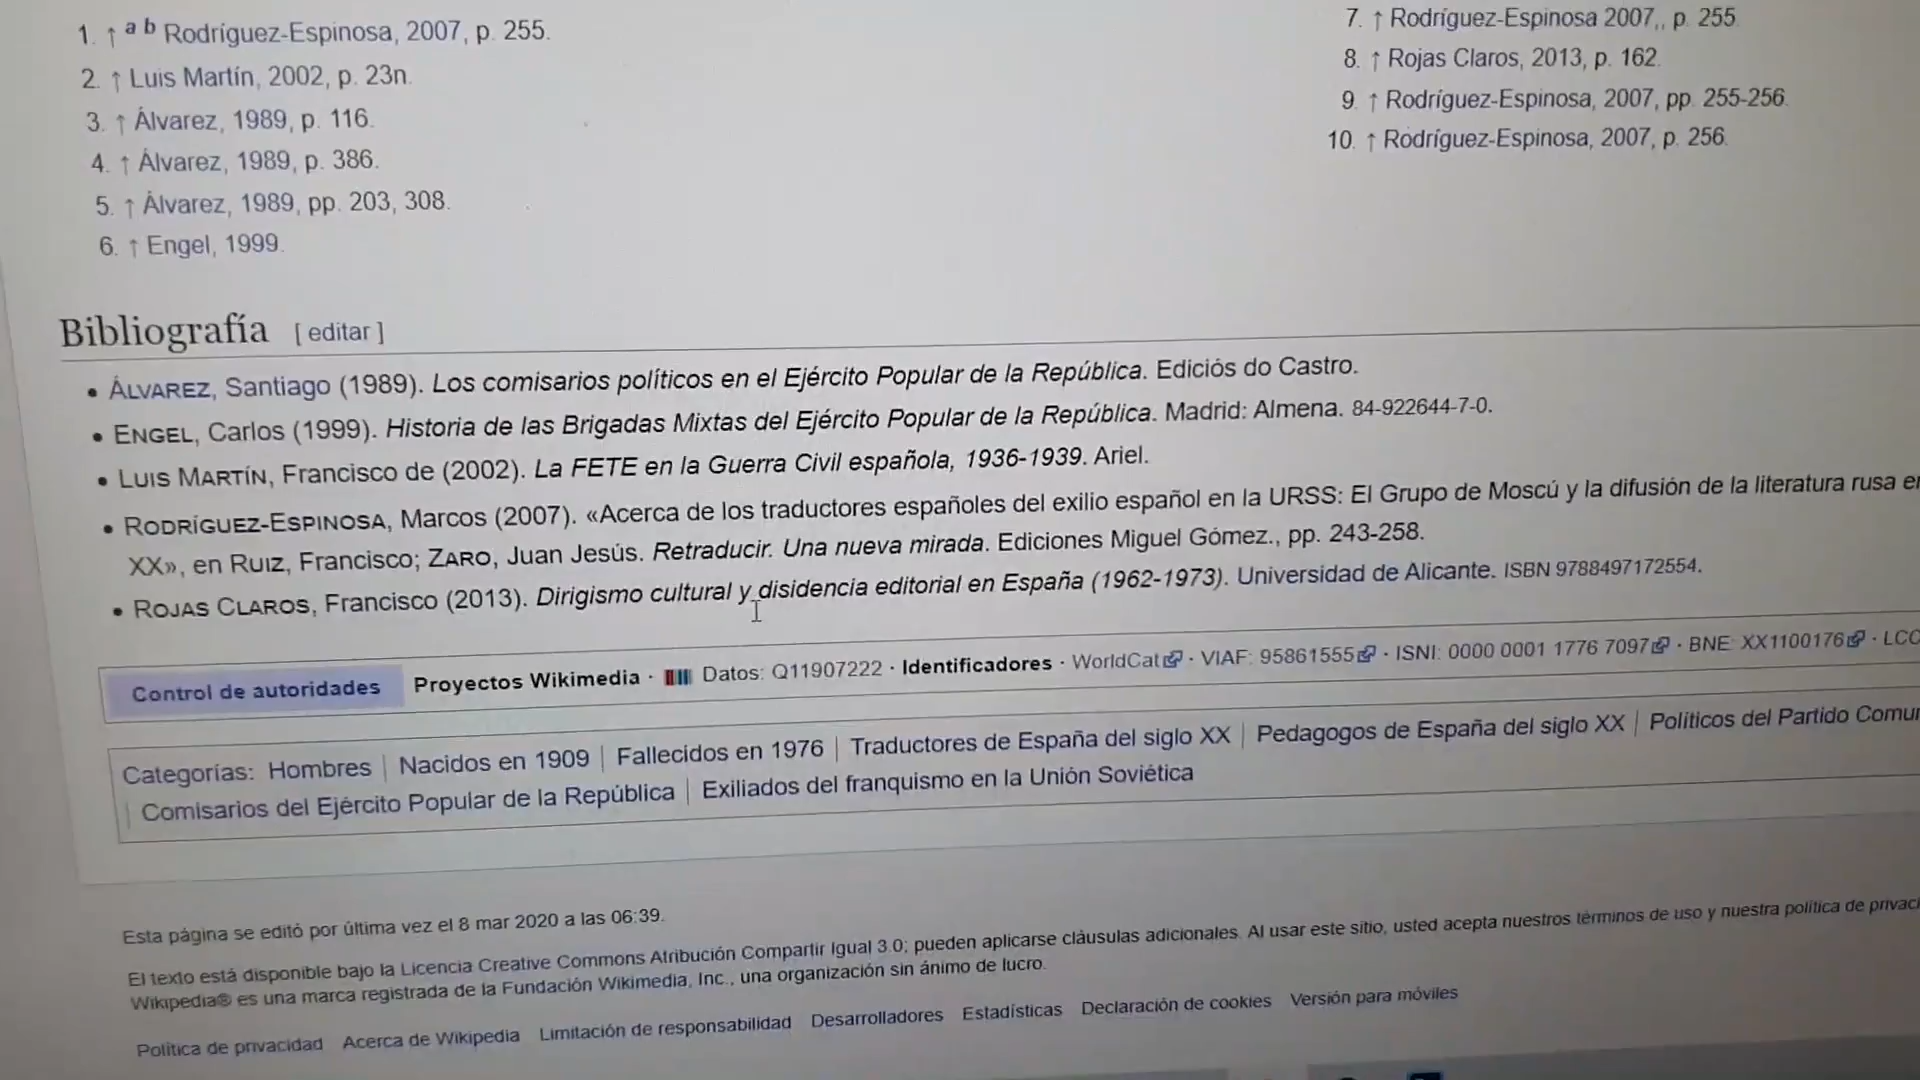 1. ↑ a b Rodríguez-Espinosa, 2007, p. 255.
2. ↑ Luis Martín, 2002, p. 23n.
3. ↑ Álvarez, 1989, p. 116.
4. ↑ Álvarez, 1989, p. 386.
5. ↑ Álvarez, 1989, pp. 203, 308.
6. ↑ Engel, 1999.
7. ↑ Rodríguez-Espinosa 2007,, p. 255.
8. ↑ Rojas Claros, 2013, p. 162.
9. ↑ Rodríguez-Espinosa, 2007, pp. 255-256.
10. ↑ Rodríguez-Espinosa, 2007, p. 256.
Bibliografía [ editar ]
• ÁLVAREZ, Santiago (1989). Los comisarios políticos en el Ejército Popular de la República. Ediciós do Castro.
• ENGEL, Carlos (1999). Historia de las Brigadas Mixtas del Ejército Popular de la República. Madrid: Almena. 84-922644-7-0.
• LUIS MARTÍN, Francisco de (2002). La FETE en la Guerra Civil española, 1936-1939. Ariel.
• RODRÍGUEZ-ESPINOSA, Marcos (2007). «Acerca de los traductores españoles del exilio español en la URSS: El Grupo de Moscú y la difusión de la literatura rusa
XX», en RUIZ, Francisco; ZARO, Juan Jesús. Retraducir. Una nueva mirada. Ediciones Miguel Gómez., pp. 243-258.
• ROJAS CLAROS, Francisco (2013). Dirigismo cultural y disidencia editorial en España (1962-1973). Universidad de Alicante. ISBN 9788497172554.
Control de autoridades Proyectos Wikimedia · Datos: Q11907222 · Identificadores · WorldCat · VIAF: 95861555 · ISNI: 0000 0001 1776 7097 · BNE: XX1100176 · LCC
Categorías: Hombres | Nacidos en 1909 | Fallecidos en 1976 | Traductores de España del siglo XX | Pedagogos de España del siglo XX | Políticos del Partido Comu
| Comisarios del Ejército Popular de la República | Exiliados del franquismo en la Unión Soviética
Esta página se editó por última vez el 8 mar 2020 a las 06:39.
El texto está disponible bajo la Licencia Creative Commons Atribución Compartir Igual 3.0; pueden aplicarse cláusulas adicionales. Al usar este sitio, usted acepta nuestros términos de uso y nuestra política de privaci
Wikipedia® es una marca registrada de la Fundación Wikimedia, Inc., una organización sin ánimo de lucro.
Política de privacidad Acerca de Wikipedia Limitación de responsabilidad Desarrolladores Estadísticas Declaración de cookies Versión para móviles